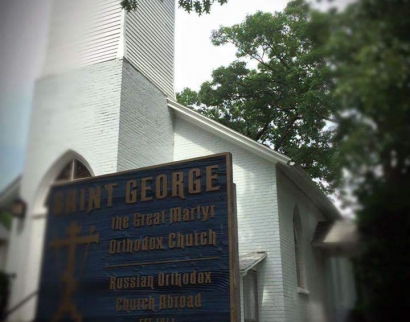 SAINT GEORGE
the Great Martyr
Orthodox Church
Russian Orthodox
Church Abroad